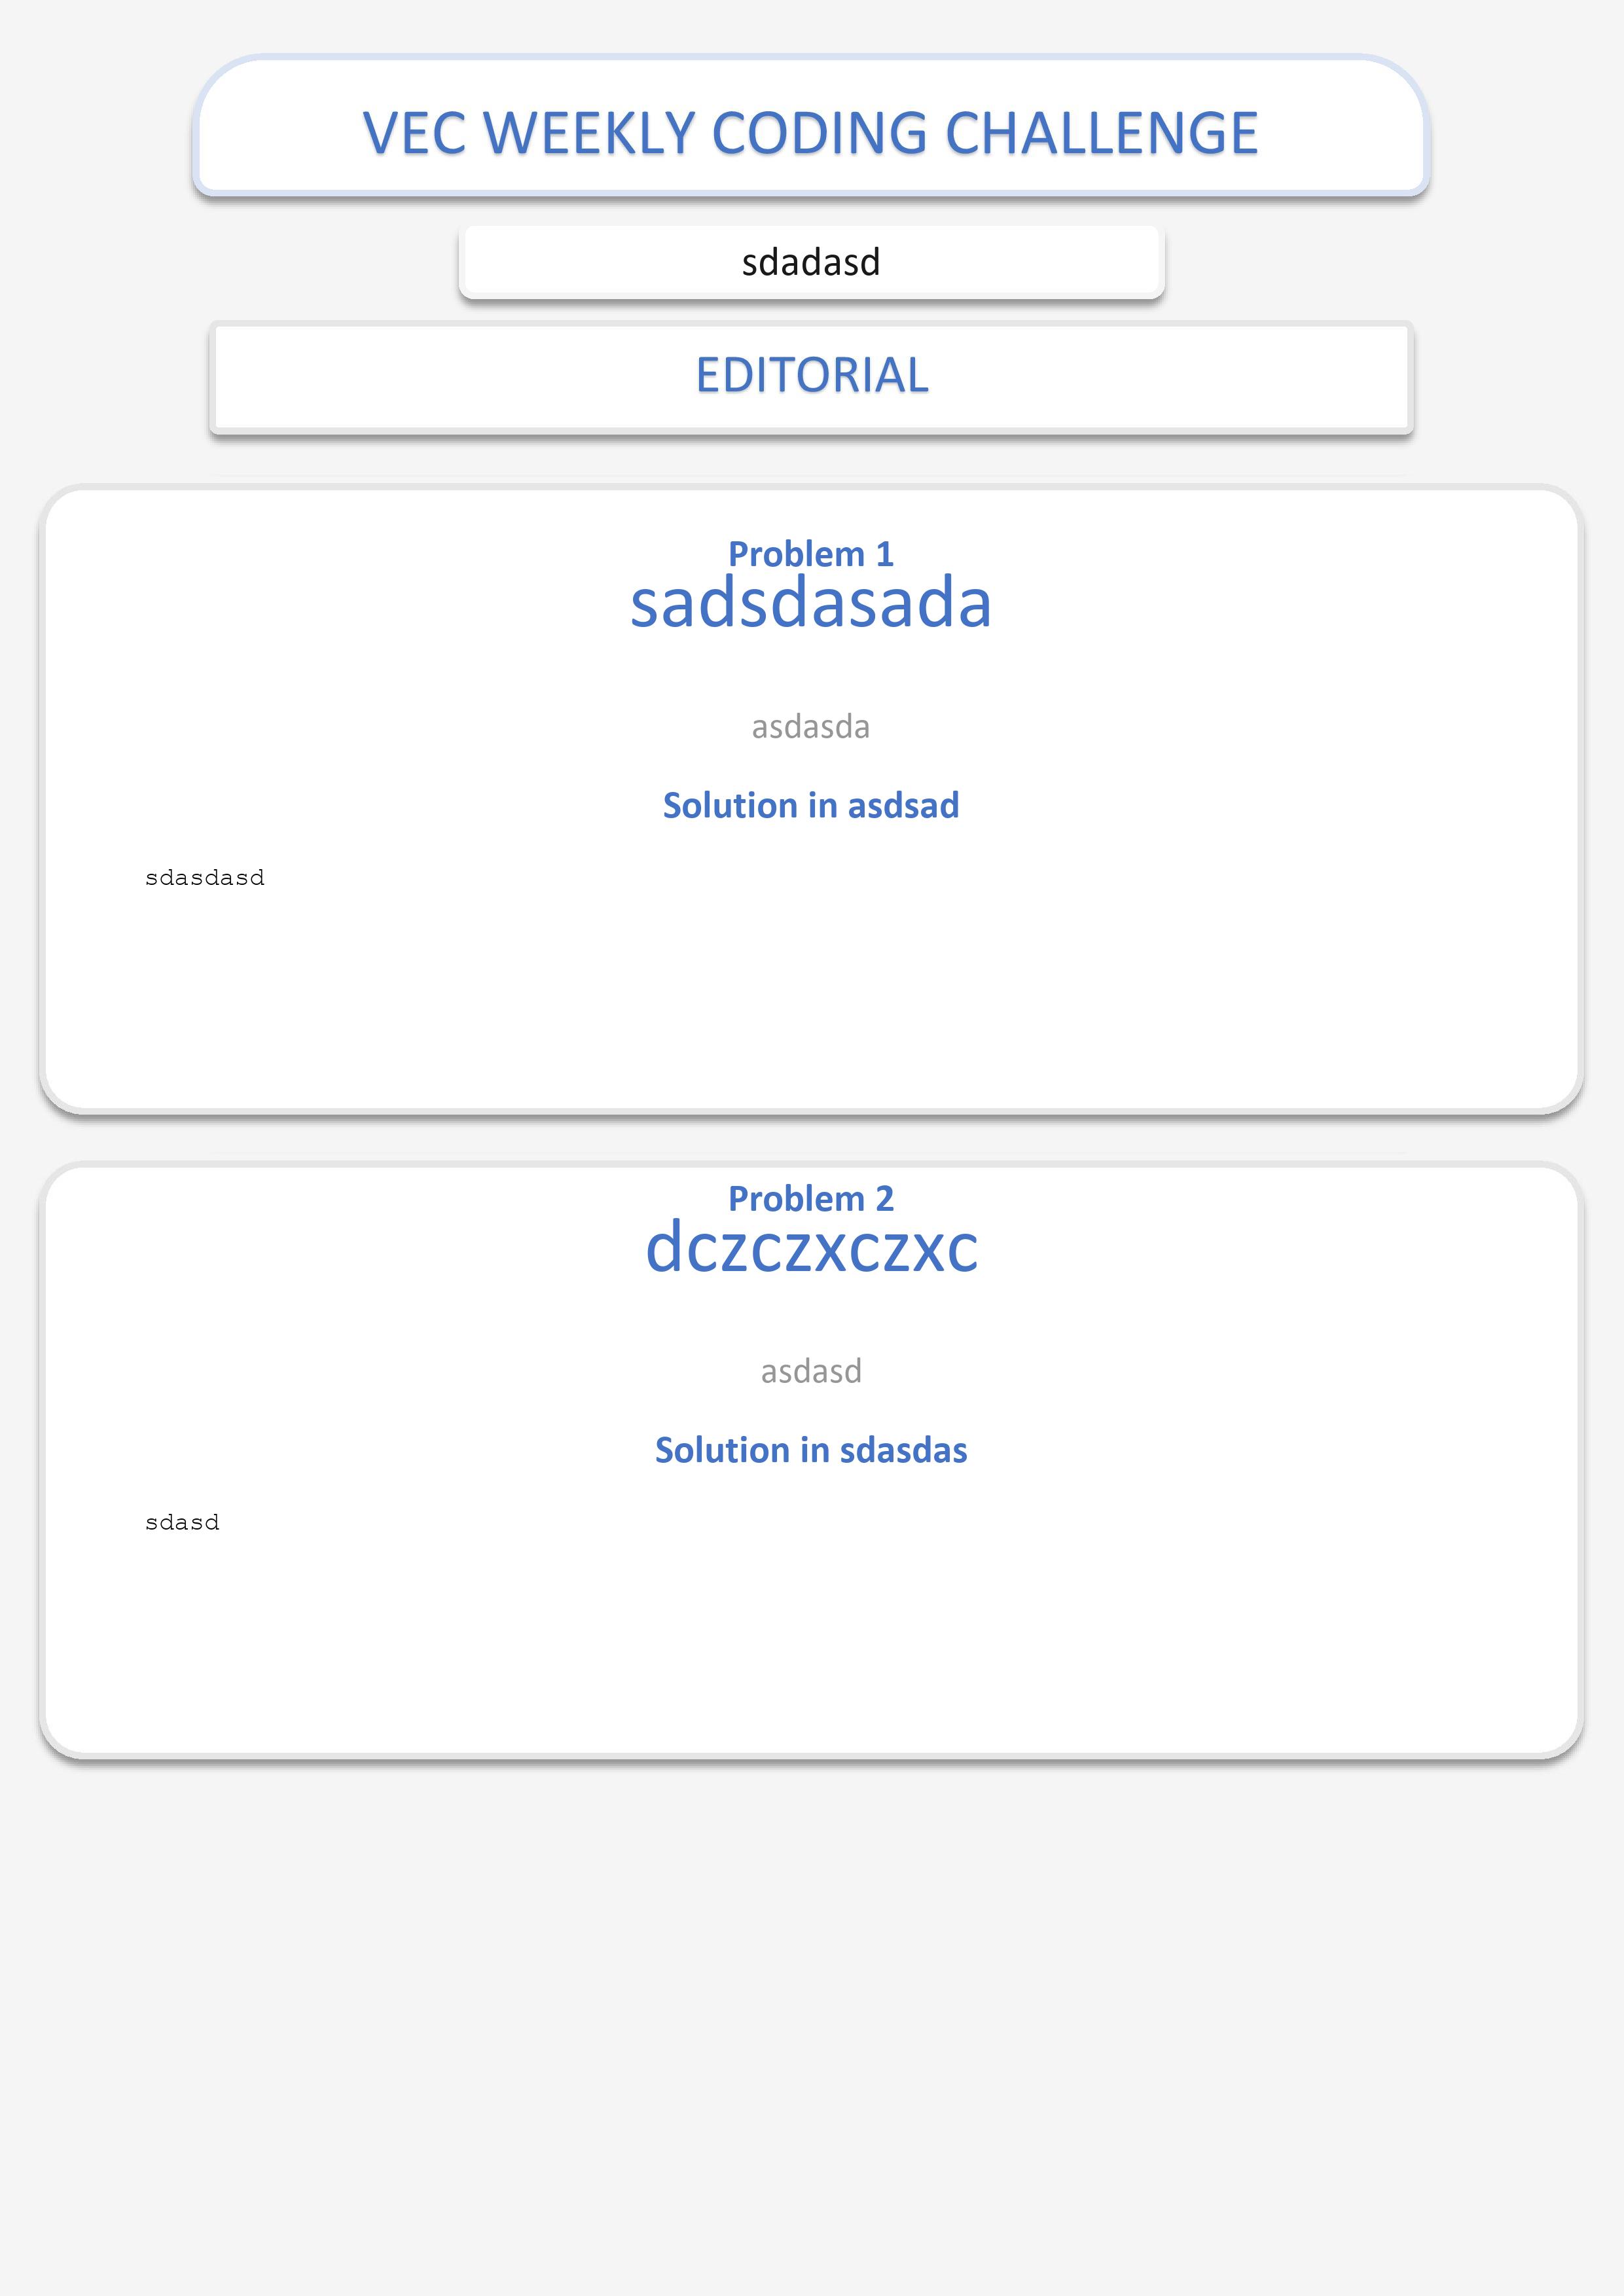 VEC WEEKLY CODING CHALLENGE
sdadasd
EDITORIAL
Problem 1
sadsdasada
asdasda
Solution in asdsad
sdasdasd
Problem 2
dczczxczxc
asdasd
Solution in sdasdas
sdasd